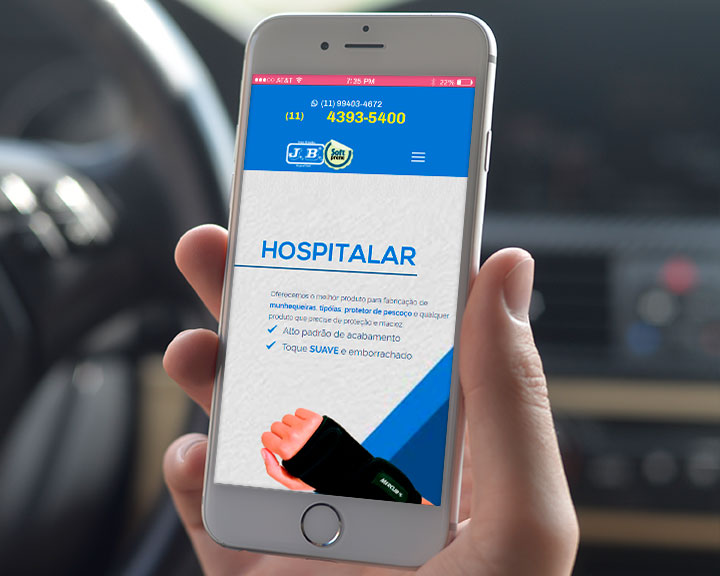 AT&T 7:35 PM 22%
(11) 99403-4672
(11) 4393-5400
J.B. Soft
HOSPITALAR
Oferecemos o melhor produto para fabricação de
munhequeiras, tipóias, protetor de pescoço e qualquer
produto que precise de proteção e maciez
Alto padrão de acabamento
Toque SUAVE e emborrachado
MERCUR